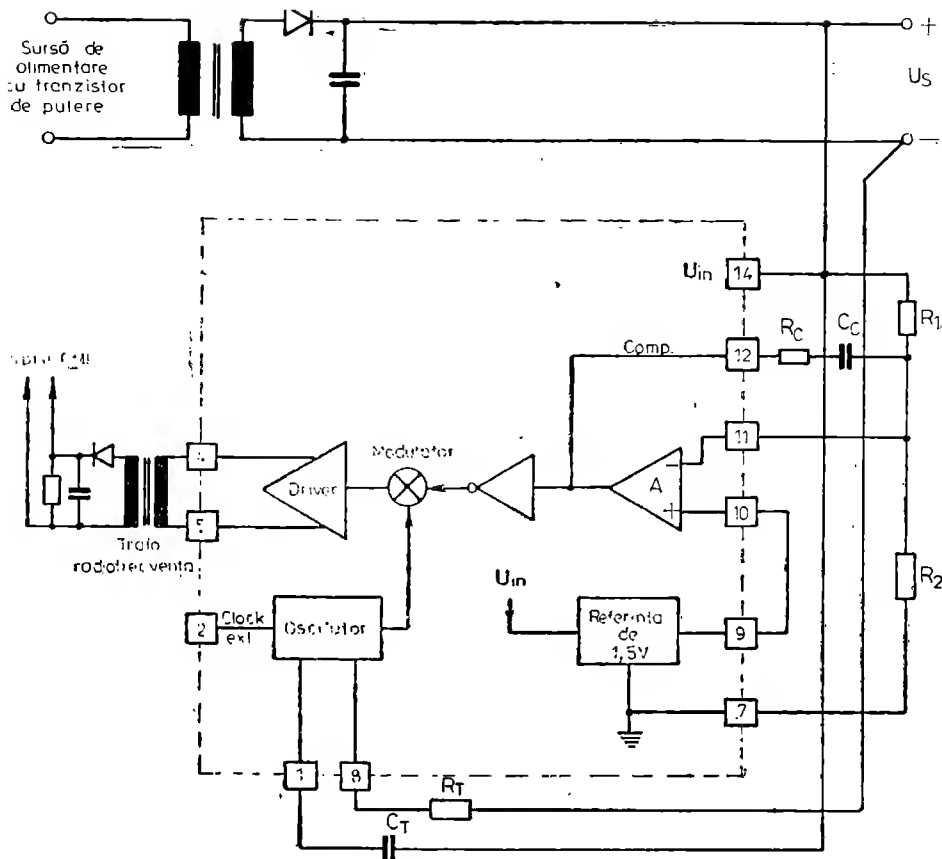 Sursă de
alimentare
cu tranzistor
de putere
+
US
−
Uin
14
R1
RC
CC
Comp.
12
11
Modulator
4
Driver
A
−
+
10
5
Trafo
radiofrecventa
R2
Uin
2
Clock
ext
Oscilator
Referinta
de
1,5V
9
7
1
8
RT
CT